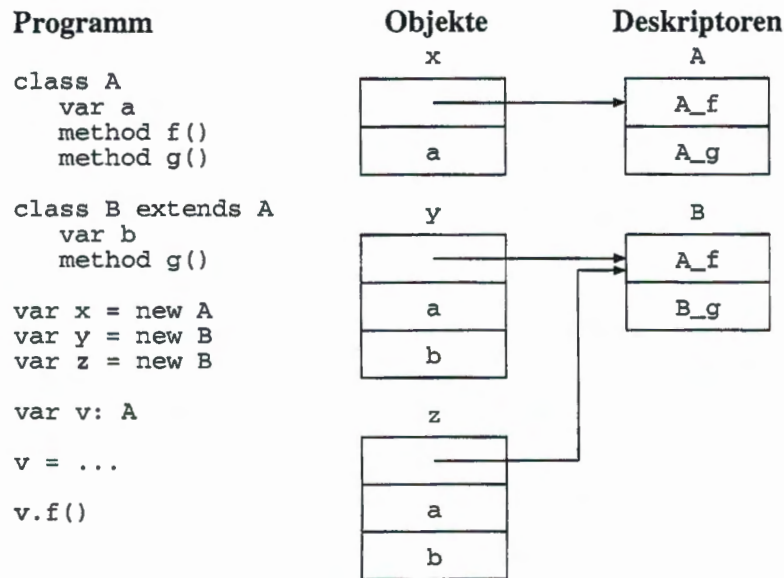 Programm
class A
var a
method f()
method g()
class B extends A
var b
method g()
var x = new A
var y = new B
var z = new B
var v: A
v = ...
v.f()
Objekte
x
a
y
a
b
z
a
b
Deskriptoren
A
A_f
A_g
B
A_f
B_g